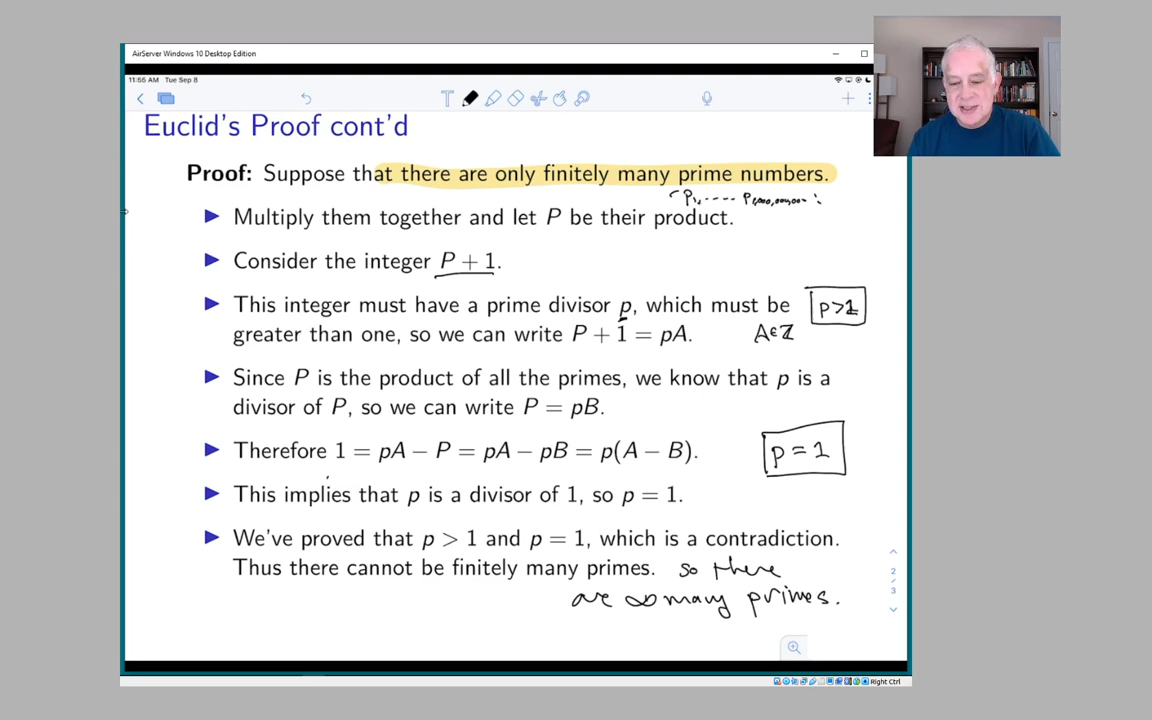 AirServer Windows 10 Desktop Edition
11:55 AM Tue Sep 8
Euclid's Proof cont'd
Proof: Suppose that there are only finitely many prime numbers.
▶ Multiply them together and let P be their product.
▶ Consider the integer P + 1.
▶ This integer must have a prime divisor p, which must be
p>1
greater than one, so we can write P + 1 = pA.
A∈ℤ
▶ Since P is the product of all the primes, we know that p is a
divisor of P, so we can write P = pB.
▶ Therefore 1 = pA − P = pA − pB = p(A − B).
p = 1
▶ This implies that p is a divisor of 1, so p = 1.
▶ We've proved that p > 1 and p = 1, which is a contradiction.
Thus there cannot be finitely many primes. so there
are ∞ many primes.
2
/
3
Right Ctrl